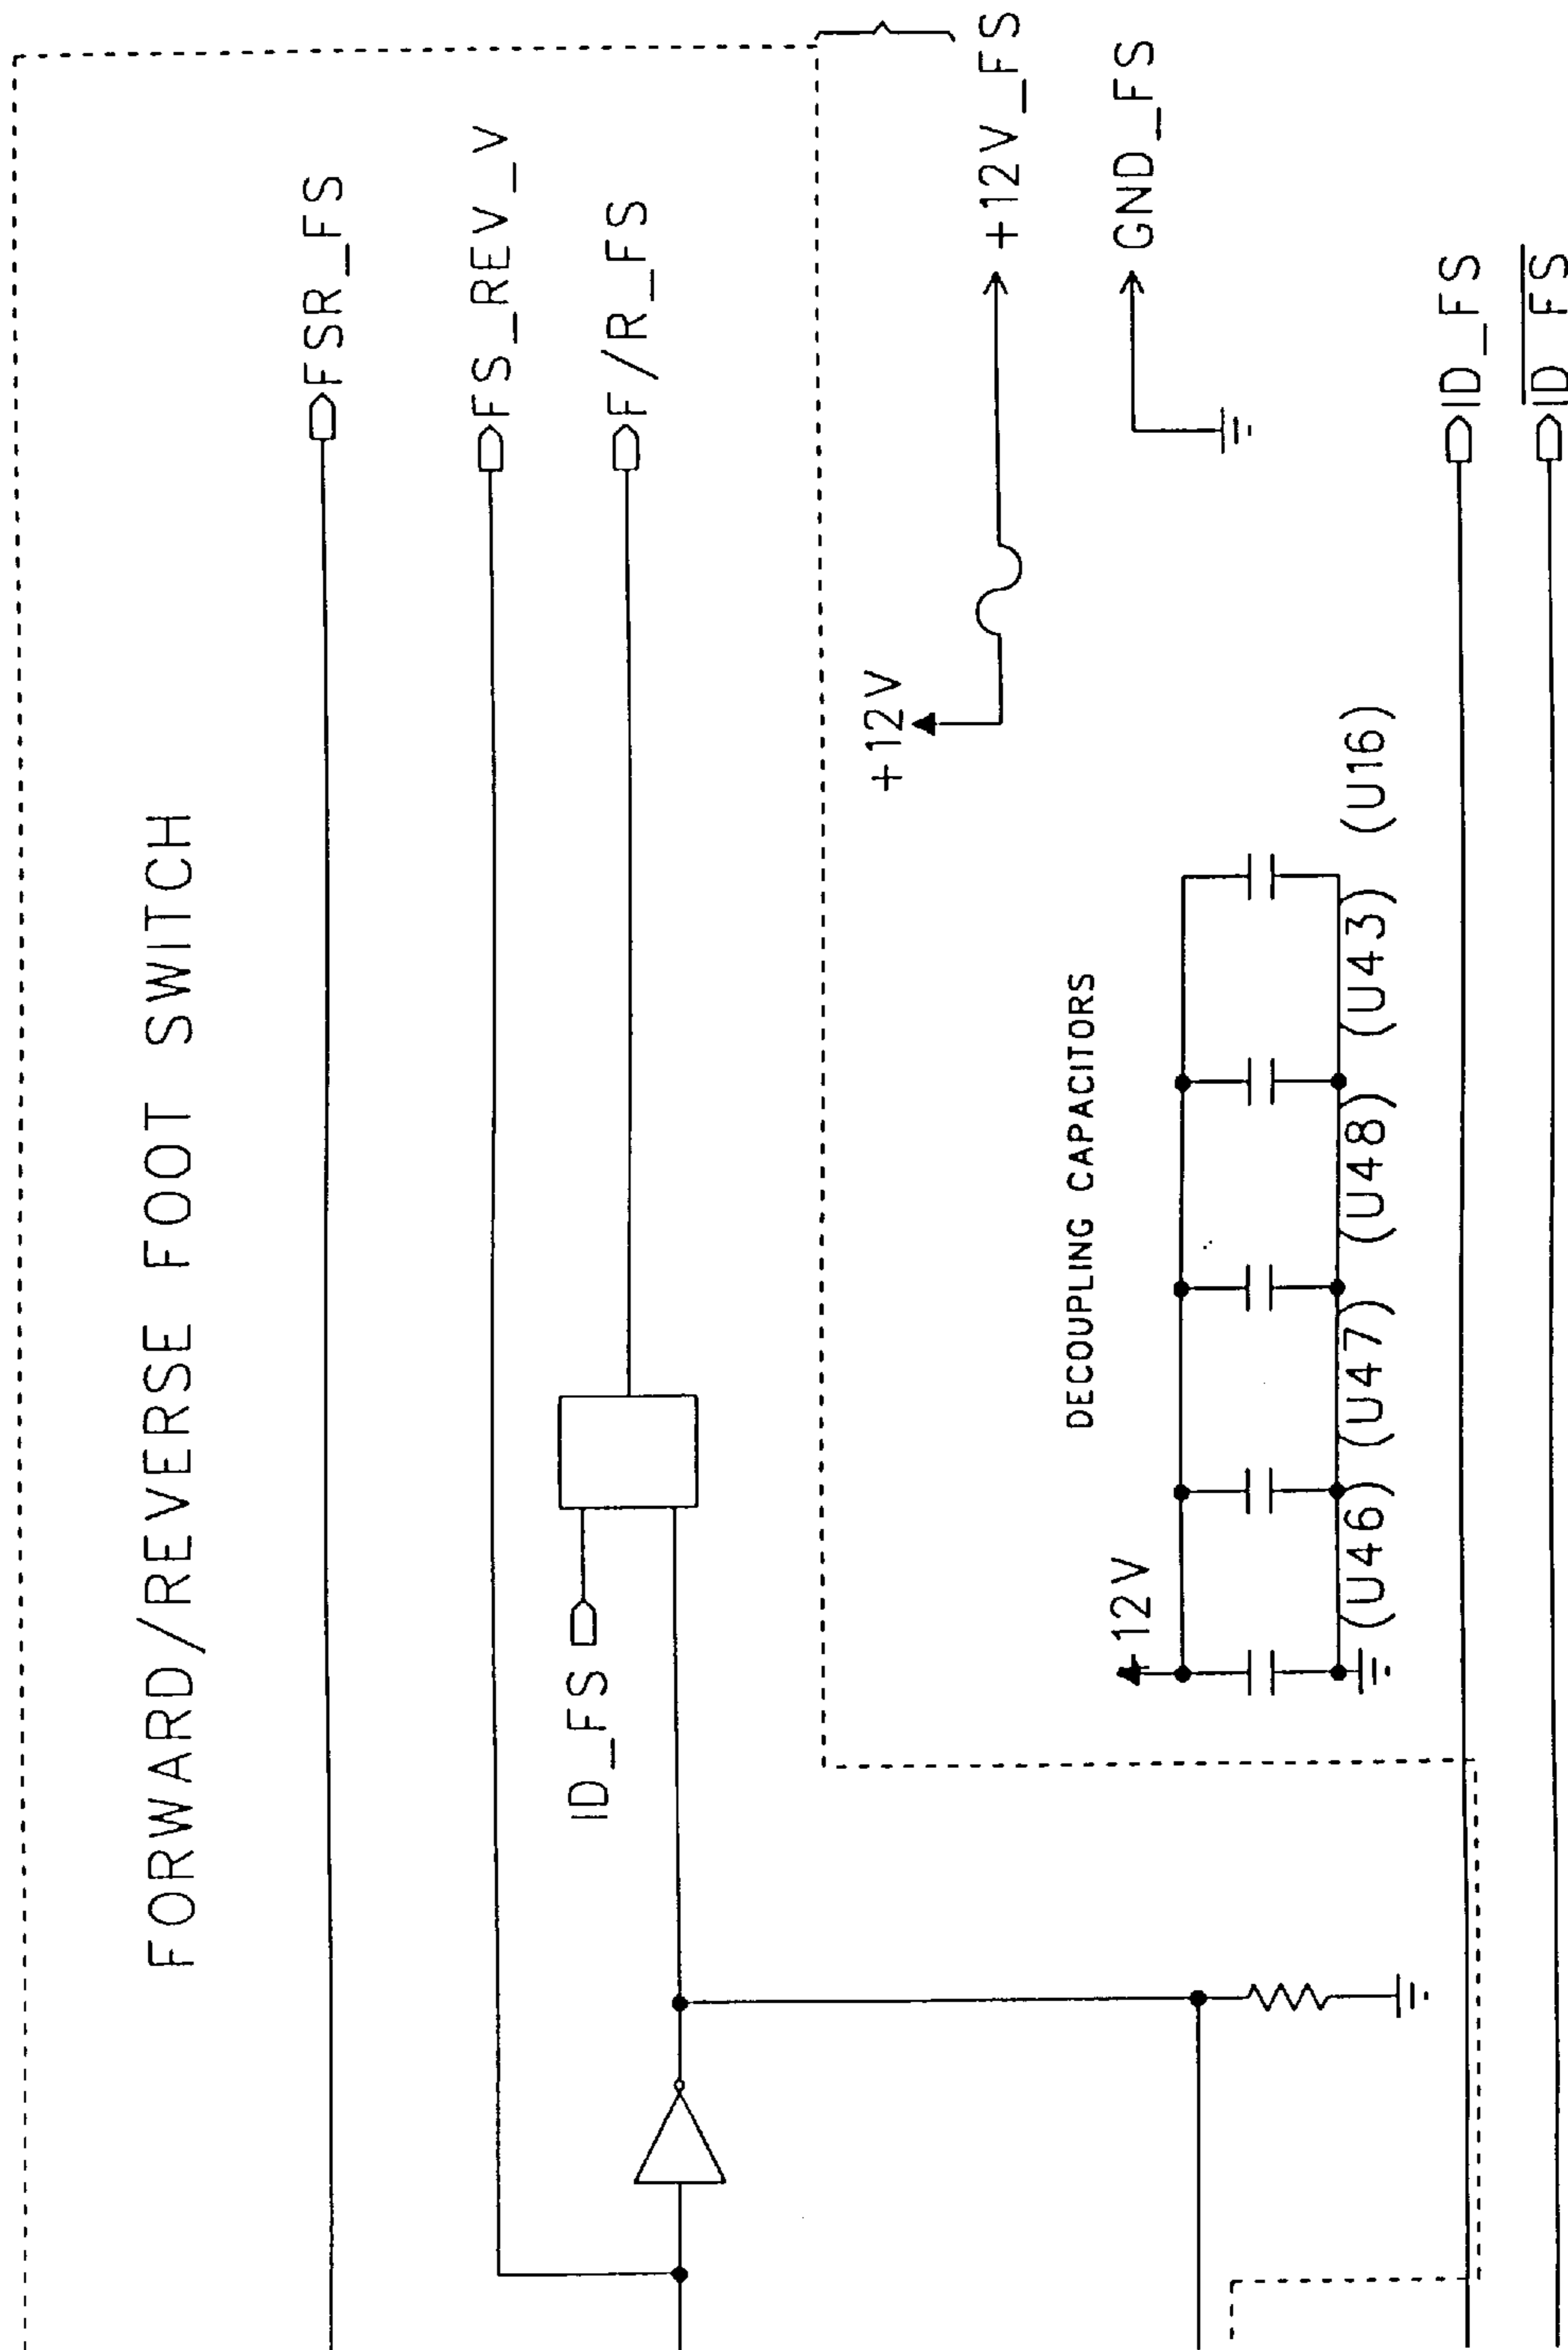 FORWARD/REVERSE FOOT SWITCH
FSR_FS
FS_REV_V
ID_FS
F/R_FS
+12V
+12V_FS
GND_FS
DECOUPLING CAPACITORS
+12V
(U46) (U47) (U48) (U43) (U16)
ID_FS
ID_FS